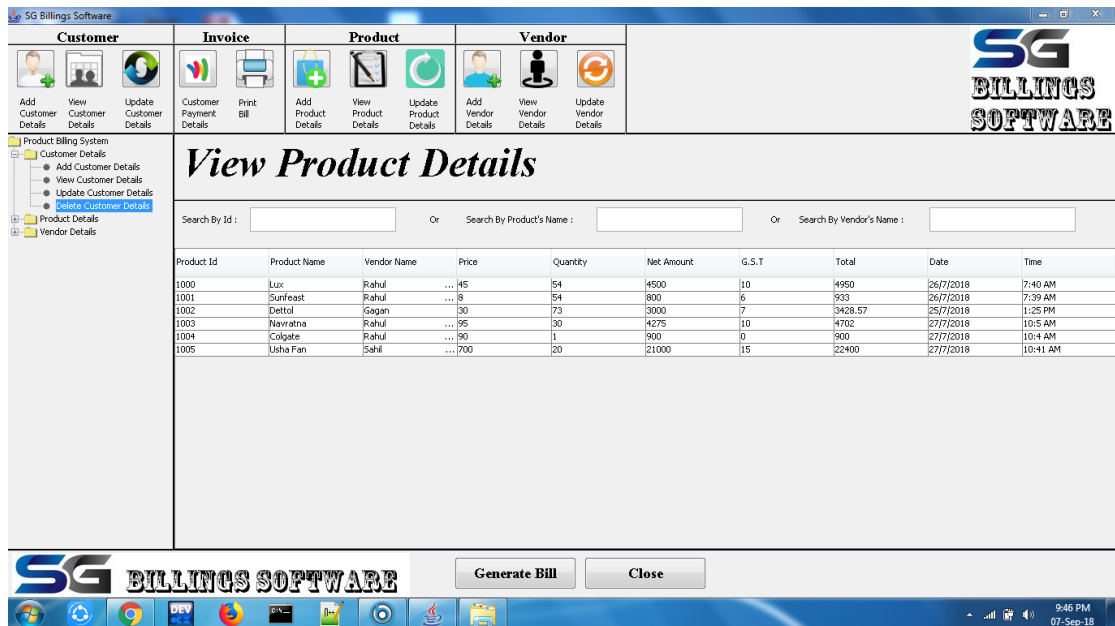 SG Billings Software
Customer Invoice Product Vendor
Add Customer Details
View Customer Details
Update Customer Details
Customer Payment Details
Print Bill
Add Product Details
View Product Details
Update Product Details
Add Vendor Details
View Vendor Details
Update Vendor Details
SG
BILLINGS
SOFTWARE
Product Billing System
Customer Details
Add Customer Details
View Customer Details
Update Customer Details
Delete Customer Details
Product Details
Vendor Details
View Product Details
Search By Id : Or Search By Product's Name : Or Search By Vendor's Name :
Product Id Product Name Vendor Name Price Quantity Net Amount G.S.T Total Date Time
1000 Lux Rahul ... 45 54 4500 10 4950 26/7/2018 7:40 AM
1001 Sunfeast Rahul ... 8 54 800 6 933 26/7/2018 7:39 AM
1002 Dettol Gagan 30 73 3000 7 3428.57 25/7/2018 1:25 PM
1003 Navratna Rahul ... 95 30 4275 10 4702 27/7/2018 10:5 AM
1004 Colgate Rahul ... 90 1 900 0 900 27/7/2018 10:4 AM
1005 Usha Fan Sahil ... 700 20 21000 15 22400 27/7/2018 10:41 AM
SG BILLINGS SOFTWARE
Generate Bill Close
DEV
9:46 PM
07-Sep-18